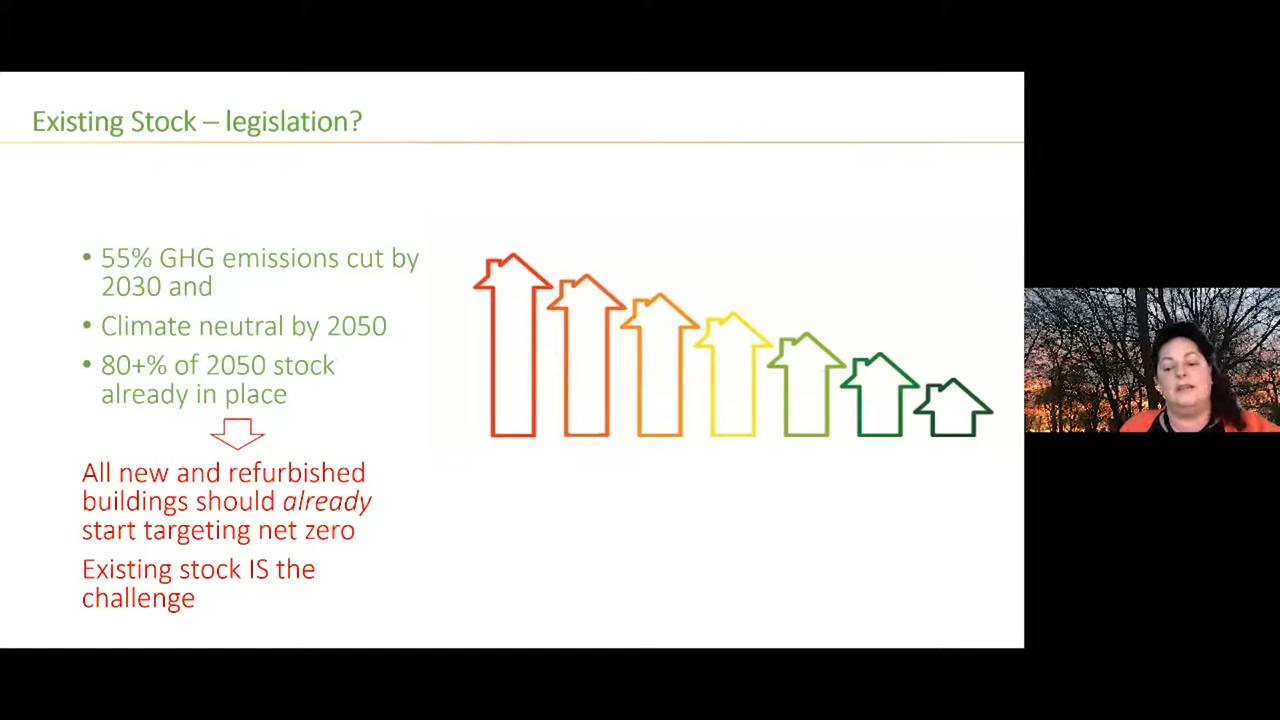 Existing Stock – legislation?
• 55% GHG emissions cut by
2030 and
• Climate neutral by 2050
• 80+% of 2050 stock
already in place
All new and refurbished
buildings should already
start targeting net zero
Existing stock IS the
challenge